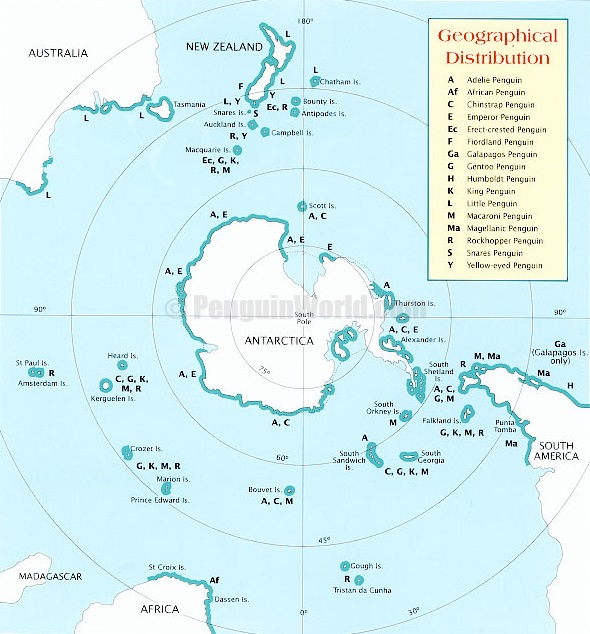 180°
AUSTRALIA
NEW ZEALAND
L
L
Chatham Is.
L
F
Y
L, Y
Ec, R
Bounty Is.
Tasmania
Snares Is.
S
Antipodes Is.
L
L
Auckland Is.
R, Y
Campbell Is.
Macquarie Is.
Ec, G, K,
R, M
L
Scott Is.
A, C
A, E
A, E
E
A, E
A
Thurston Is.
© PenguinWorld.com
90°
90°
South
Pole
A, C, E
ANTARCTICA
Alexander Is.
Ga
(Galapagos Is.
only)
75°
Heard Is.
St Paul Is.
R
Amsterdam Is.
C, G, K,
M, R
Kerguelen Is.
A, E
South
Shetland
Is.
A, C,
G, M
R
M, Ma
Ma
H
South
Orkney Is.
M
A, C
Falkland Is.
G, K, M, R
Punta
Tomba
Ma
SOUTH
AMERICA
A
South
Sandwich
Is.
South
Georgia
C, G, K, M
Crozet Is.
G, K, M, R
60°
Marion Is.
Prince Edward Is.
Bouvet Is.
A, C, M
45°
St Croix Is.
Af
Gough Is.
R
Tristan da Cunha
MADAGASCAR
Dassen Is.
AFRICA
0°
30°
Geographical
Distribution
A Adelie Penguin
Af African Penguin
C Chinstrap Penguin
E Emperor Penguin
Ec Erect-crested Penguin
F Fiordland Penguin
Ga Galapagos Penguin
G Gentoo Penguin
H Humboldt Penguin
K King Penguin
L Little Penguin
M Macaroni Penguin
Ma Magellanic Penguin
R Rockhopper Penguin
S Snares Penguin
Y Yellow-eyed Penguin